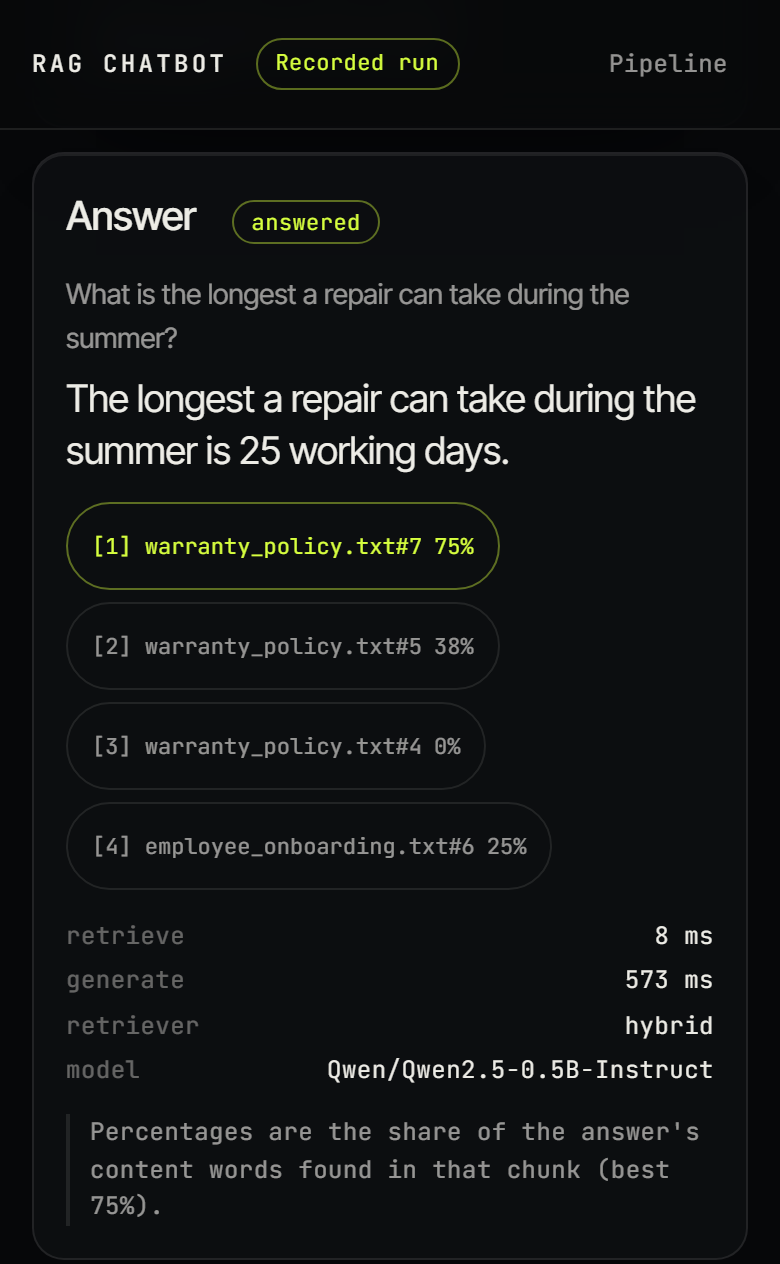 RAG CHATBOT Recorded run Pipeline
Answer answered
What is the longest a repair can take during the
summer?
The longest a repair can take during the
summer is 25 working days.
[1] warranty_policy.txt#7 75%
[2] warranty_policy.txt#5 38%
[3] warranty_policy.txt#4 0%
[4] employee_onboarding.txt#6 25%
retrieve 8 ms
generate 573 ms
retriever hybrid
model Qwen/Qwen2.5-0.5B-Instruct
Percentages are the share of the answer's
content words found in that chunk (best
75%).